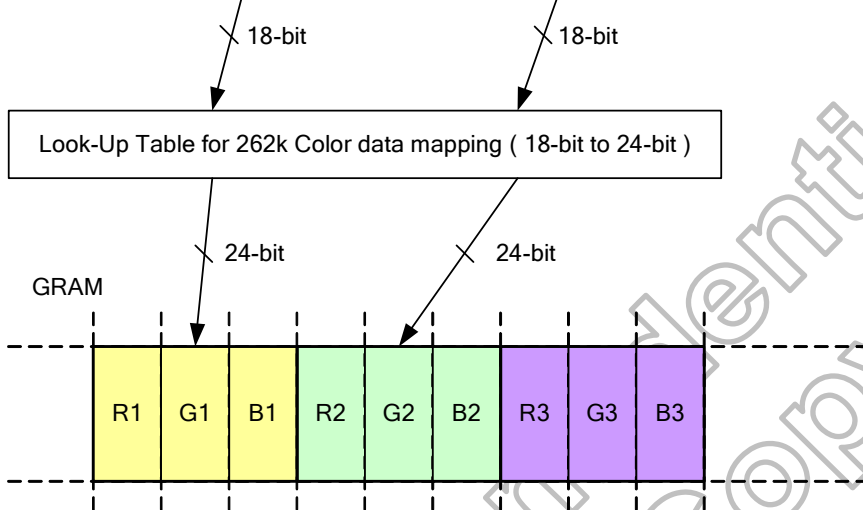 18-bit 18-bit
Look-Up Table for 262k Color data mapping ( 18-bit to 24-bit )
24-bit 24-bit
GRAM
R1 G1 B1 R2 G2 B2 R3 G3 B3